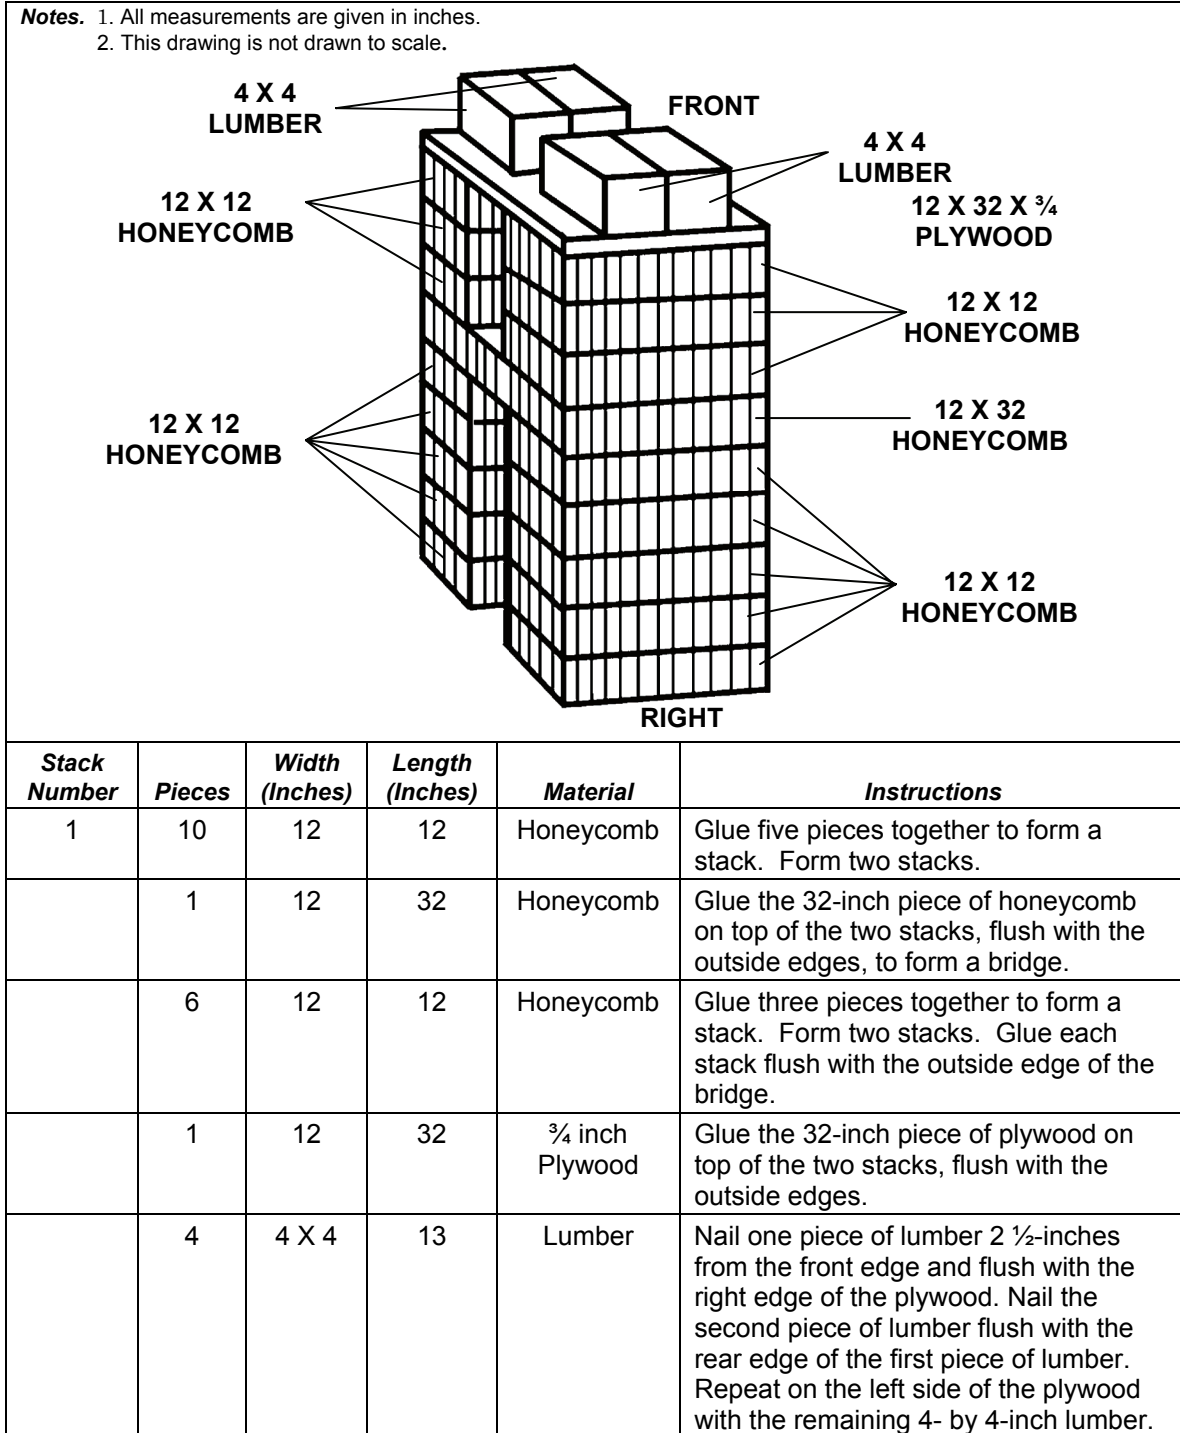 Notes. 1. All measurements are given in inches.
2. This drawing is not drawn to scale.
4 X 4
LUMBER
FRONT
4 X 4
LUMBER
12 X 12
HONEYCOMB
12 X 32 X ¾
PLYWOOD
12 X 12
HONEYCOMB
12 X 12
HONEYCOMB
12 X 32
HONEYCOMB
12 X 12
HONEYCOMB
RIGHT
Stack Number Pieces Width (Inches) Length (Inches) Material Instructions
1 10 12 12 Honeycomb Glue five pieces together to form a
stack. Form two stacks.
1 12 32 Honeycomb Glue the 32-inch piece of honeycomb
on top of the two stacks, flush with the
outside edges, to form a bridge.
6 12 12 Honeycomb Glue three pieces together to form a
stack. Form two stacks. Glue each
stack flush with the outside edge of the
bridge.
1 12 32 ¾ inch Plywood Glue the 32-inch piece of plywood on
top of the two stacks, flush with the
outside edges.
4 4 X 4 13 Lumber Nail one piece of lumber 2 ½-inches
from the front edge and flush with the
right edge of the plywood. Nail the
second piece of lumber flush with the
rear edge of the first piece of lumber.
Repeat on the left side of the plywood
with the remaining 4- by 4-inch lumber.